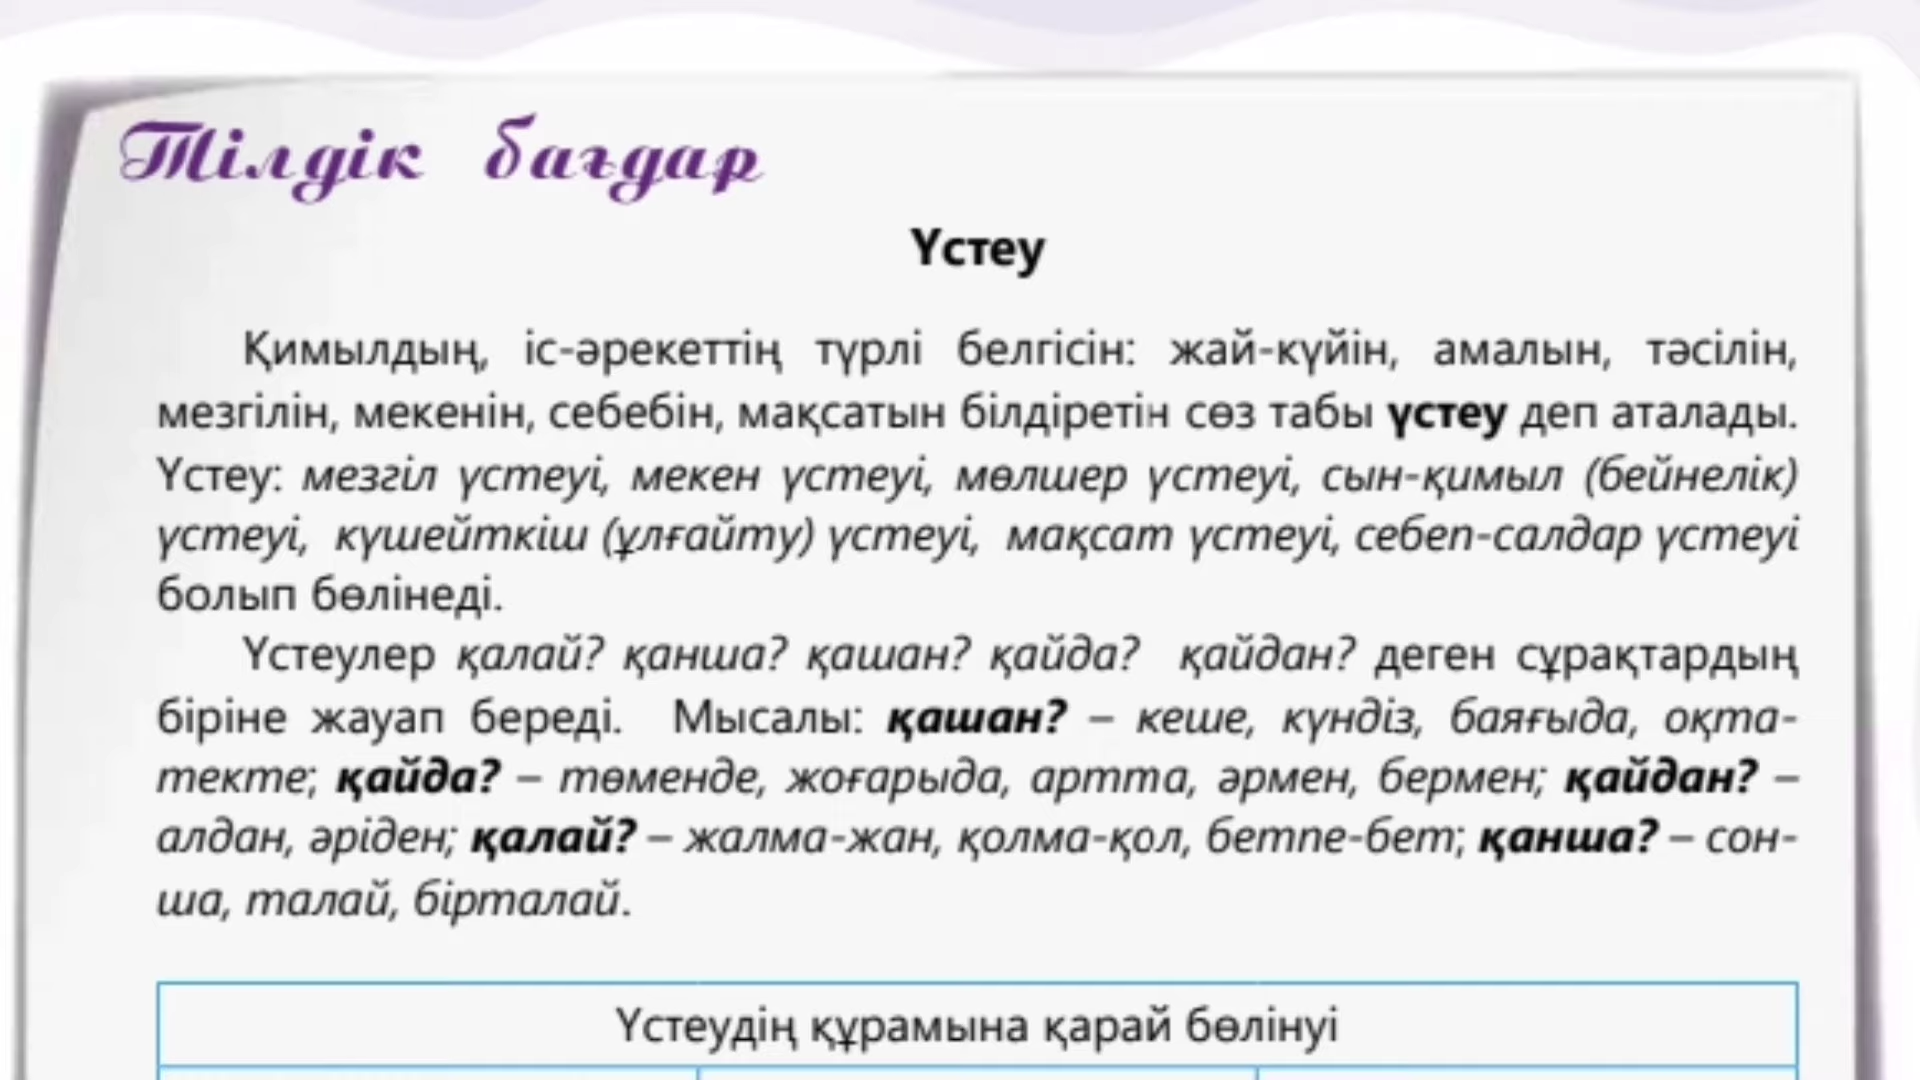 Тілдік бағдар
Үстеу
Қимылдың, іс-әрекеттің түрлі белгісін: жай-күйін, амалын, тәсілін,
мезгілін, мекенін, себебін, мақсатын білдіретін сөз табы үстеу деп аталады.
Үстеу: мезгіл үстеуі, мекен үстеуі, мөлшер үстеуі, сын-қимыл (бейнелік)
үстеуі, күшейткіш (ұлғайту) үстеуі, мақсат үстеуі, себеп-салдар үстеуі
болып бөлінеді.
Үстеулер қалай? қанша? қашан? қайда? қайдан? деген сұрақтардың
біріне жауап береді. Мысалы: қашан? – кеше, күндіз, баяғыда, оқта-
текте; қайда? – төменде, жоғарыда, артта, әрмен, бермен; қайдан? –
алдан, әріден; қалай? – жалма-жан, қолма-қол, бетпе-бет; қанша? – сон-
ша, талай, бірталай.
Үстеудің құрамына қарай бөлінуі